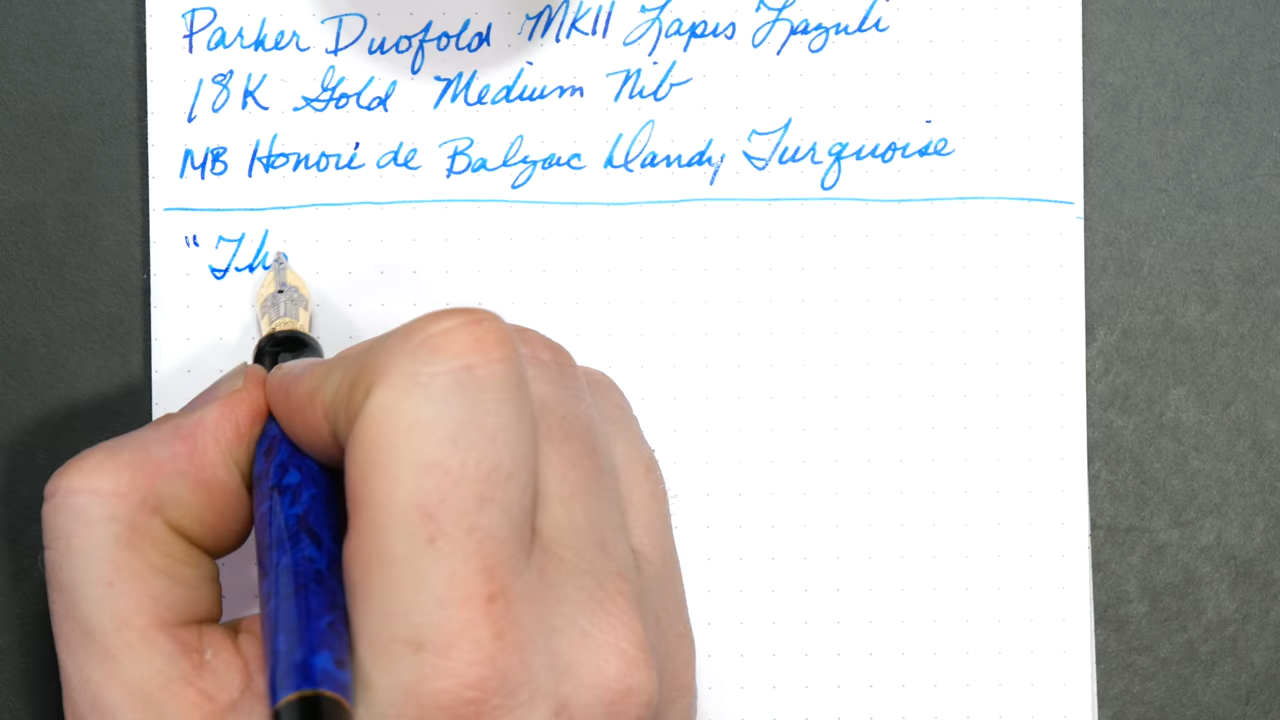 Parker Duofold MKII Lapis Lazuli
18K Gold Medium Nib
MB Honoré de Balzac Dandy Turquoise
"Th